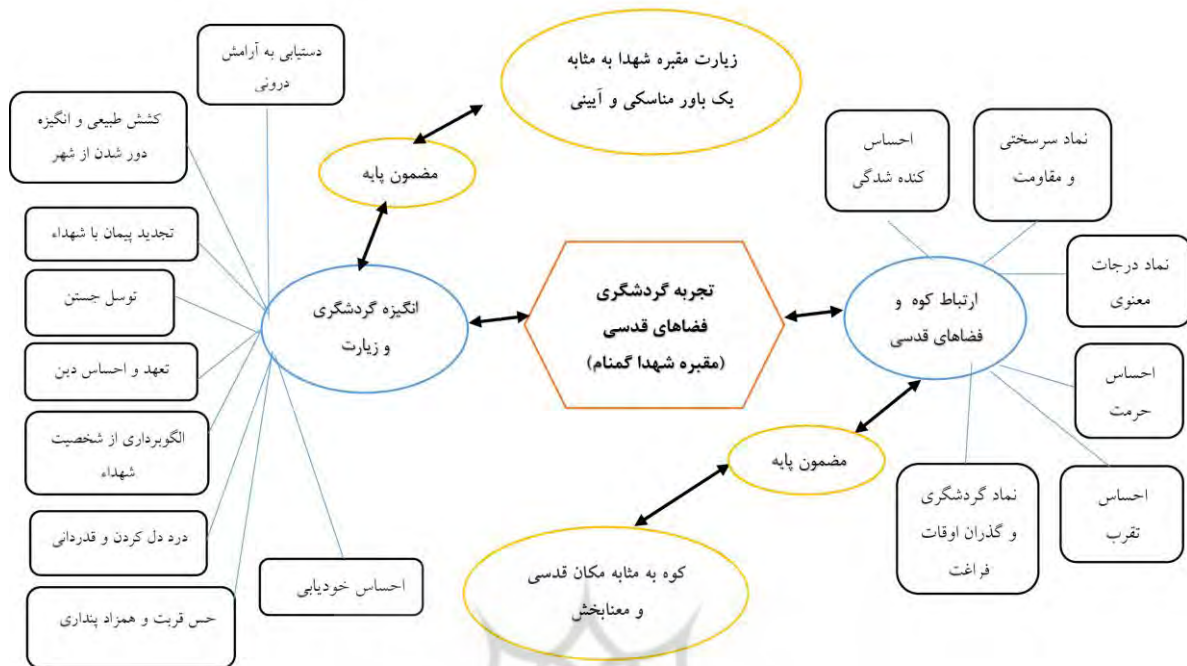 زیارت مقبره شهدا به مثابه
یک باور مناسکی و آیینی
مضمون پایه
احساس
کنده شدگی
نماد سرسختی
و مقاومت
نماد درجات
معنوی
احساس
حرمت
احساس
تقرب
نماد گردشگری
و گذران اوقات
فراغت
ارتباط کوه و
فضاهای قدسی
تجربه گردشگری
فضاهای قدسی
(مقبره شهدا گمنام)
انگیزه گردشگری
و زیارت
دستیابی به آرامش
درونی
کشش طبیعی و انگیزه
دور شدن از شهر
تجدید پیمان با شهداء
توسل جستن
تعهد و احساس دین
الگوبرداری از شخصیت
شهداء
درد دل کردن و قدردانی
حس قربت و همزاد پنداری
احساس خودیابی
مضمون پایه
کوه به مثابه مکان قدسی
و معنابخش